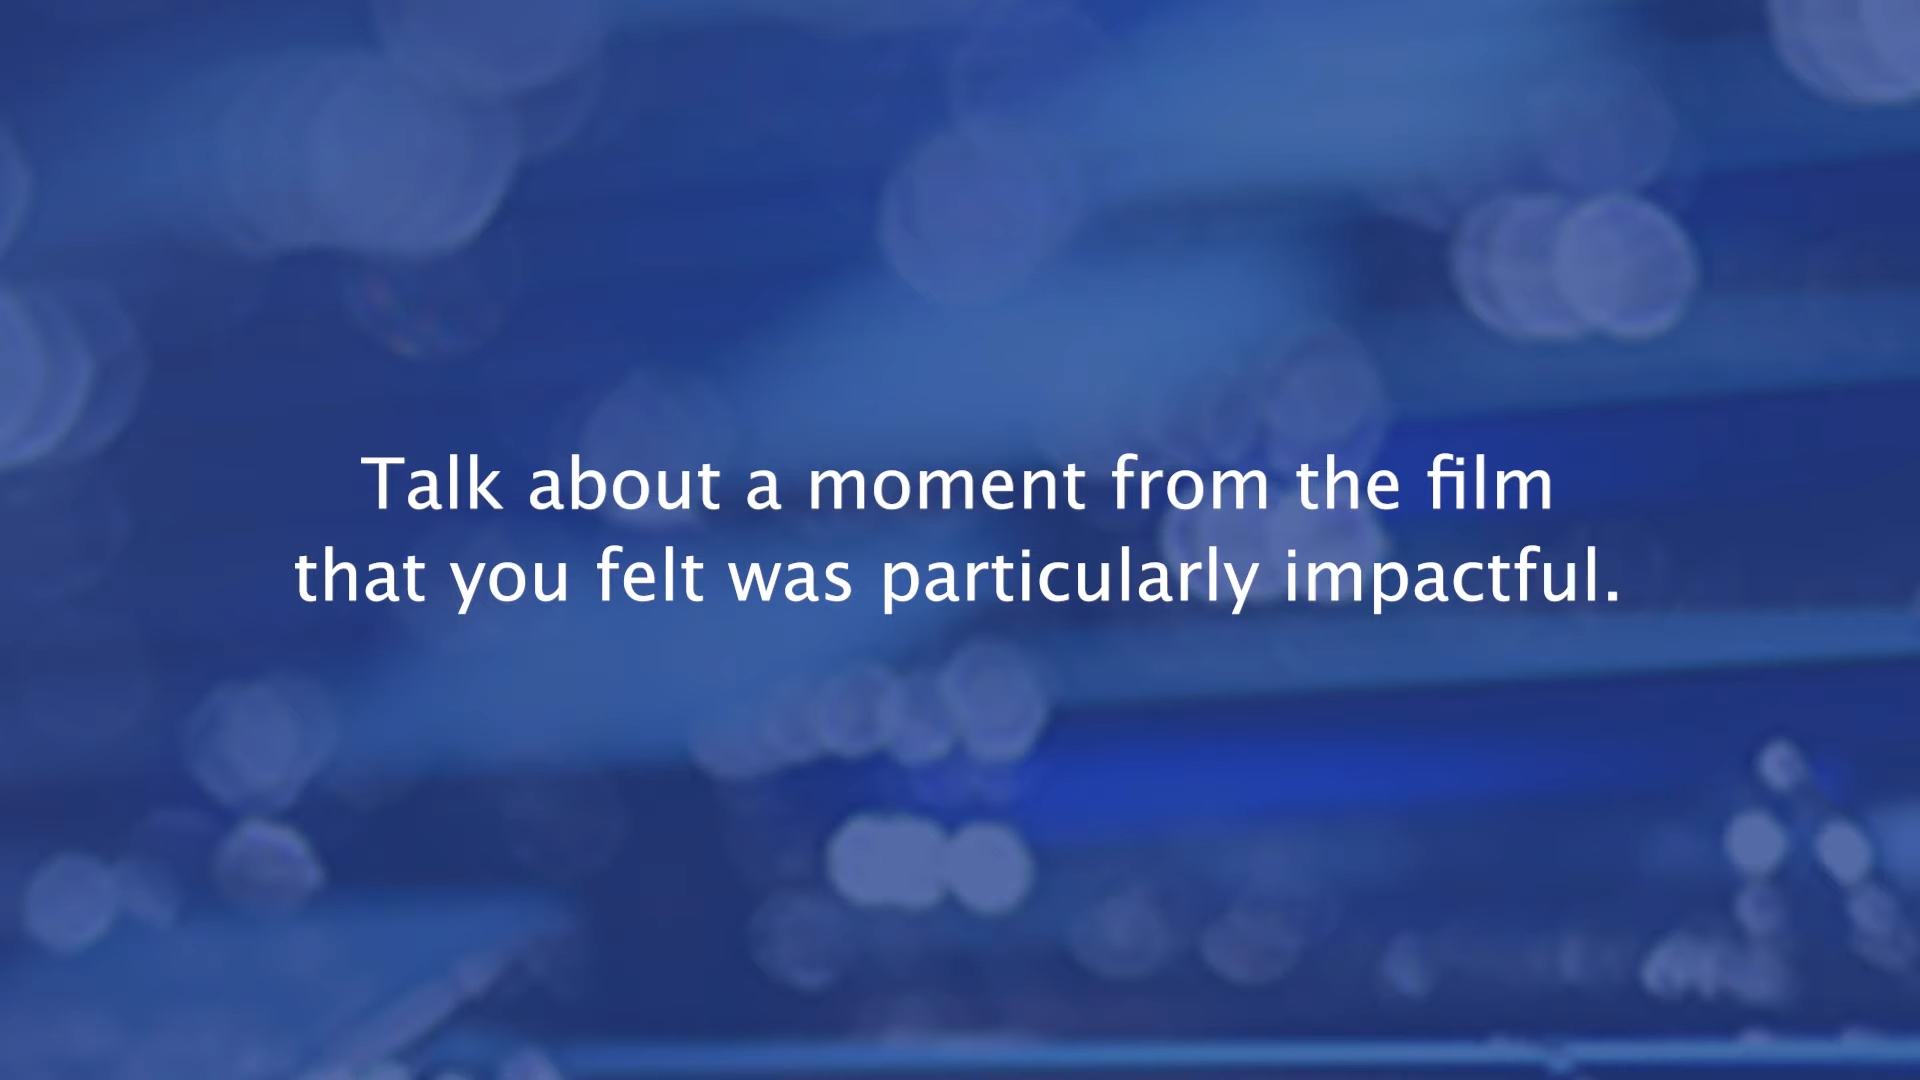 Talk about a moment from the film
that you felt was particularly impactful.